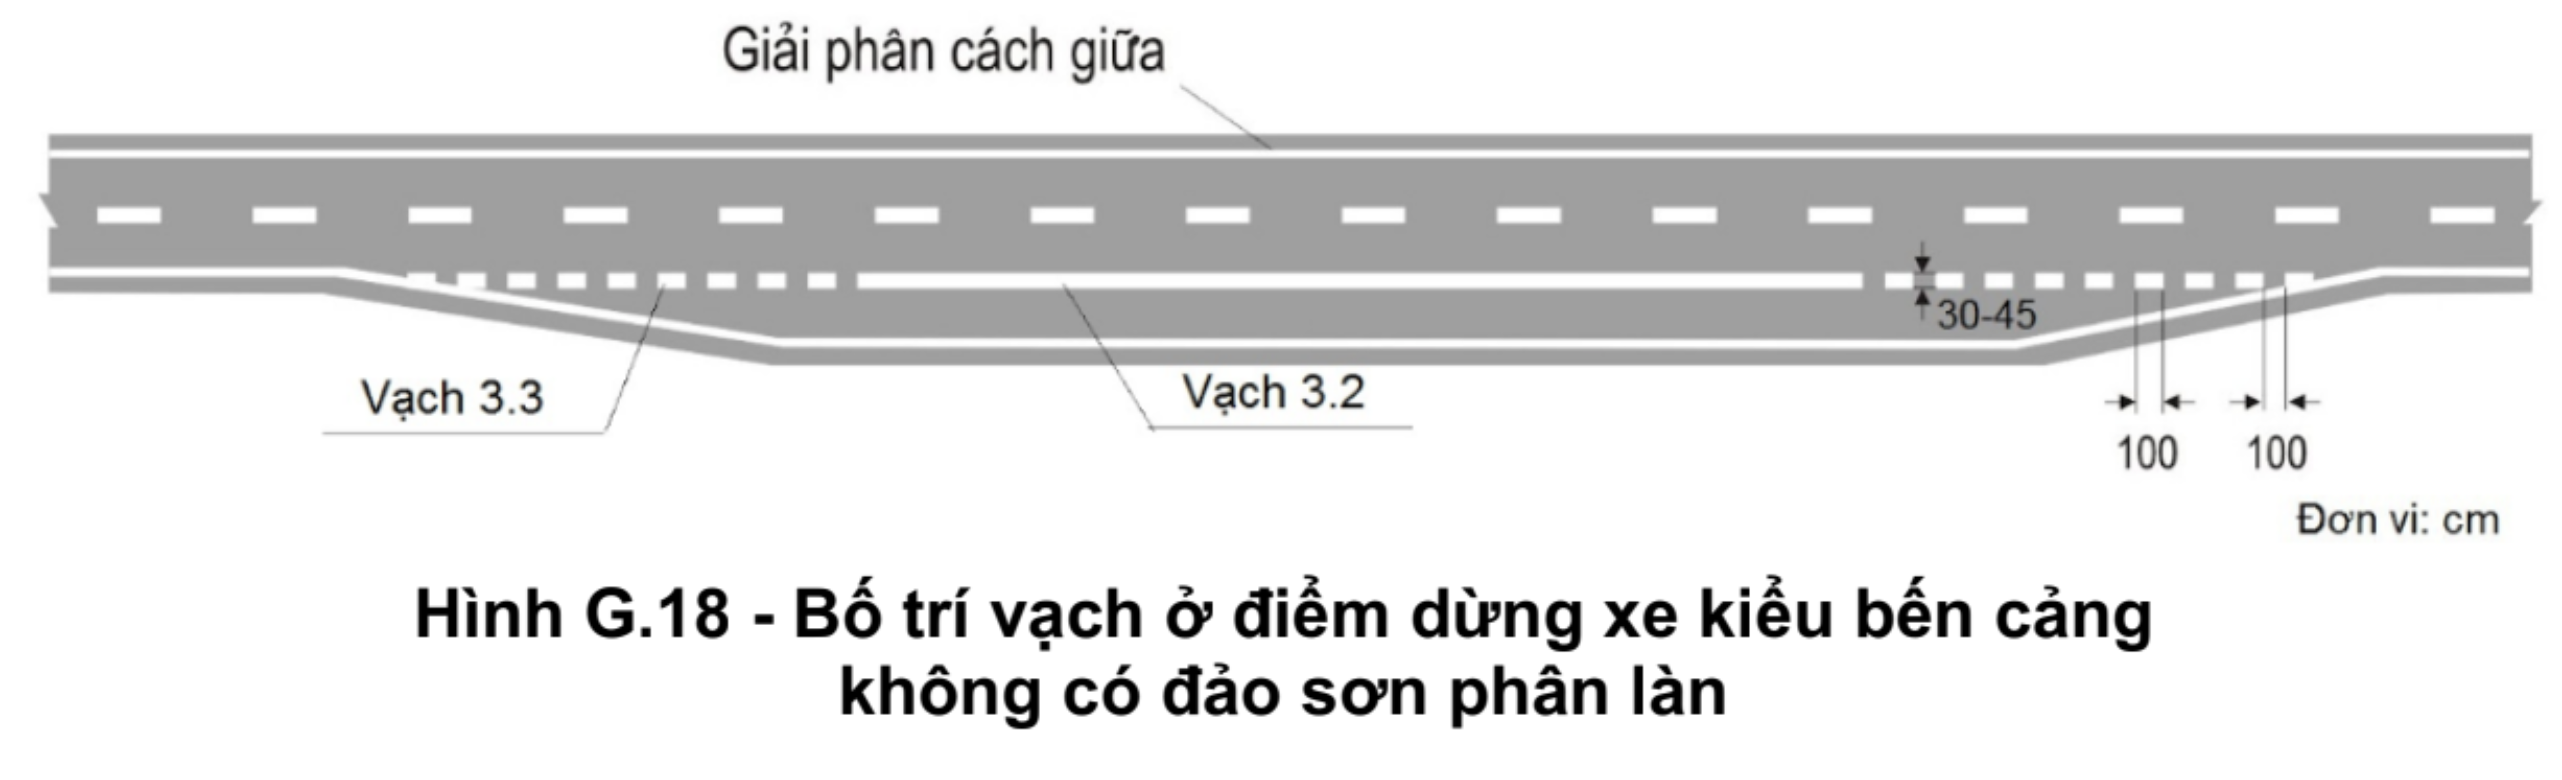 Giải phân cách giữa
30-45
Vạch 3.3
Vạch 3.2
100 100
Đơn vi: cm
Hình G.18 - Bố trí vạch ở điểm dừng xe kiểu bến cảng
không có đảo sơn phân làn